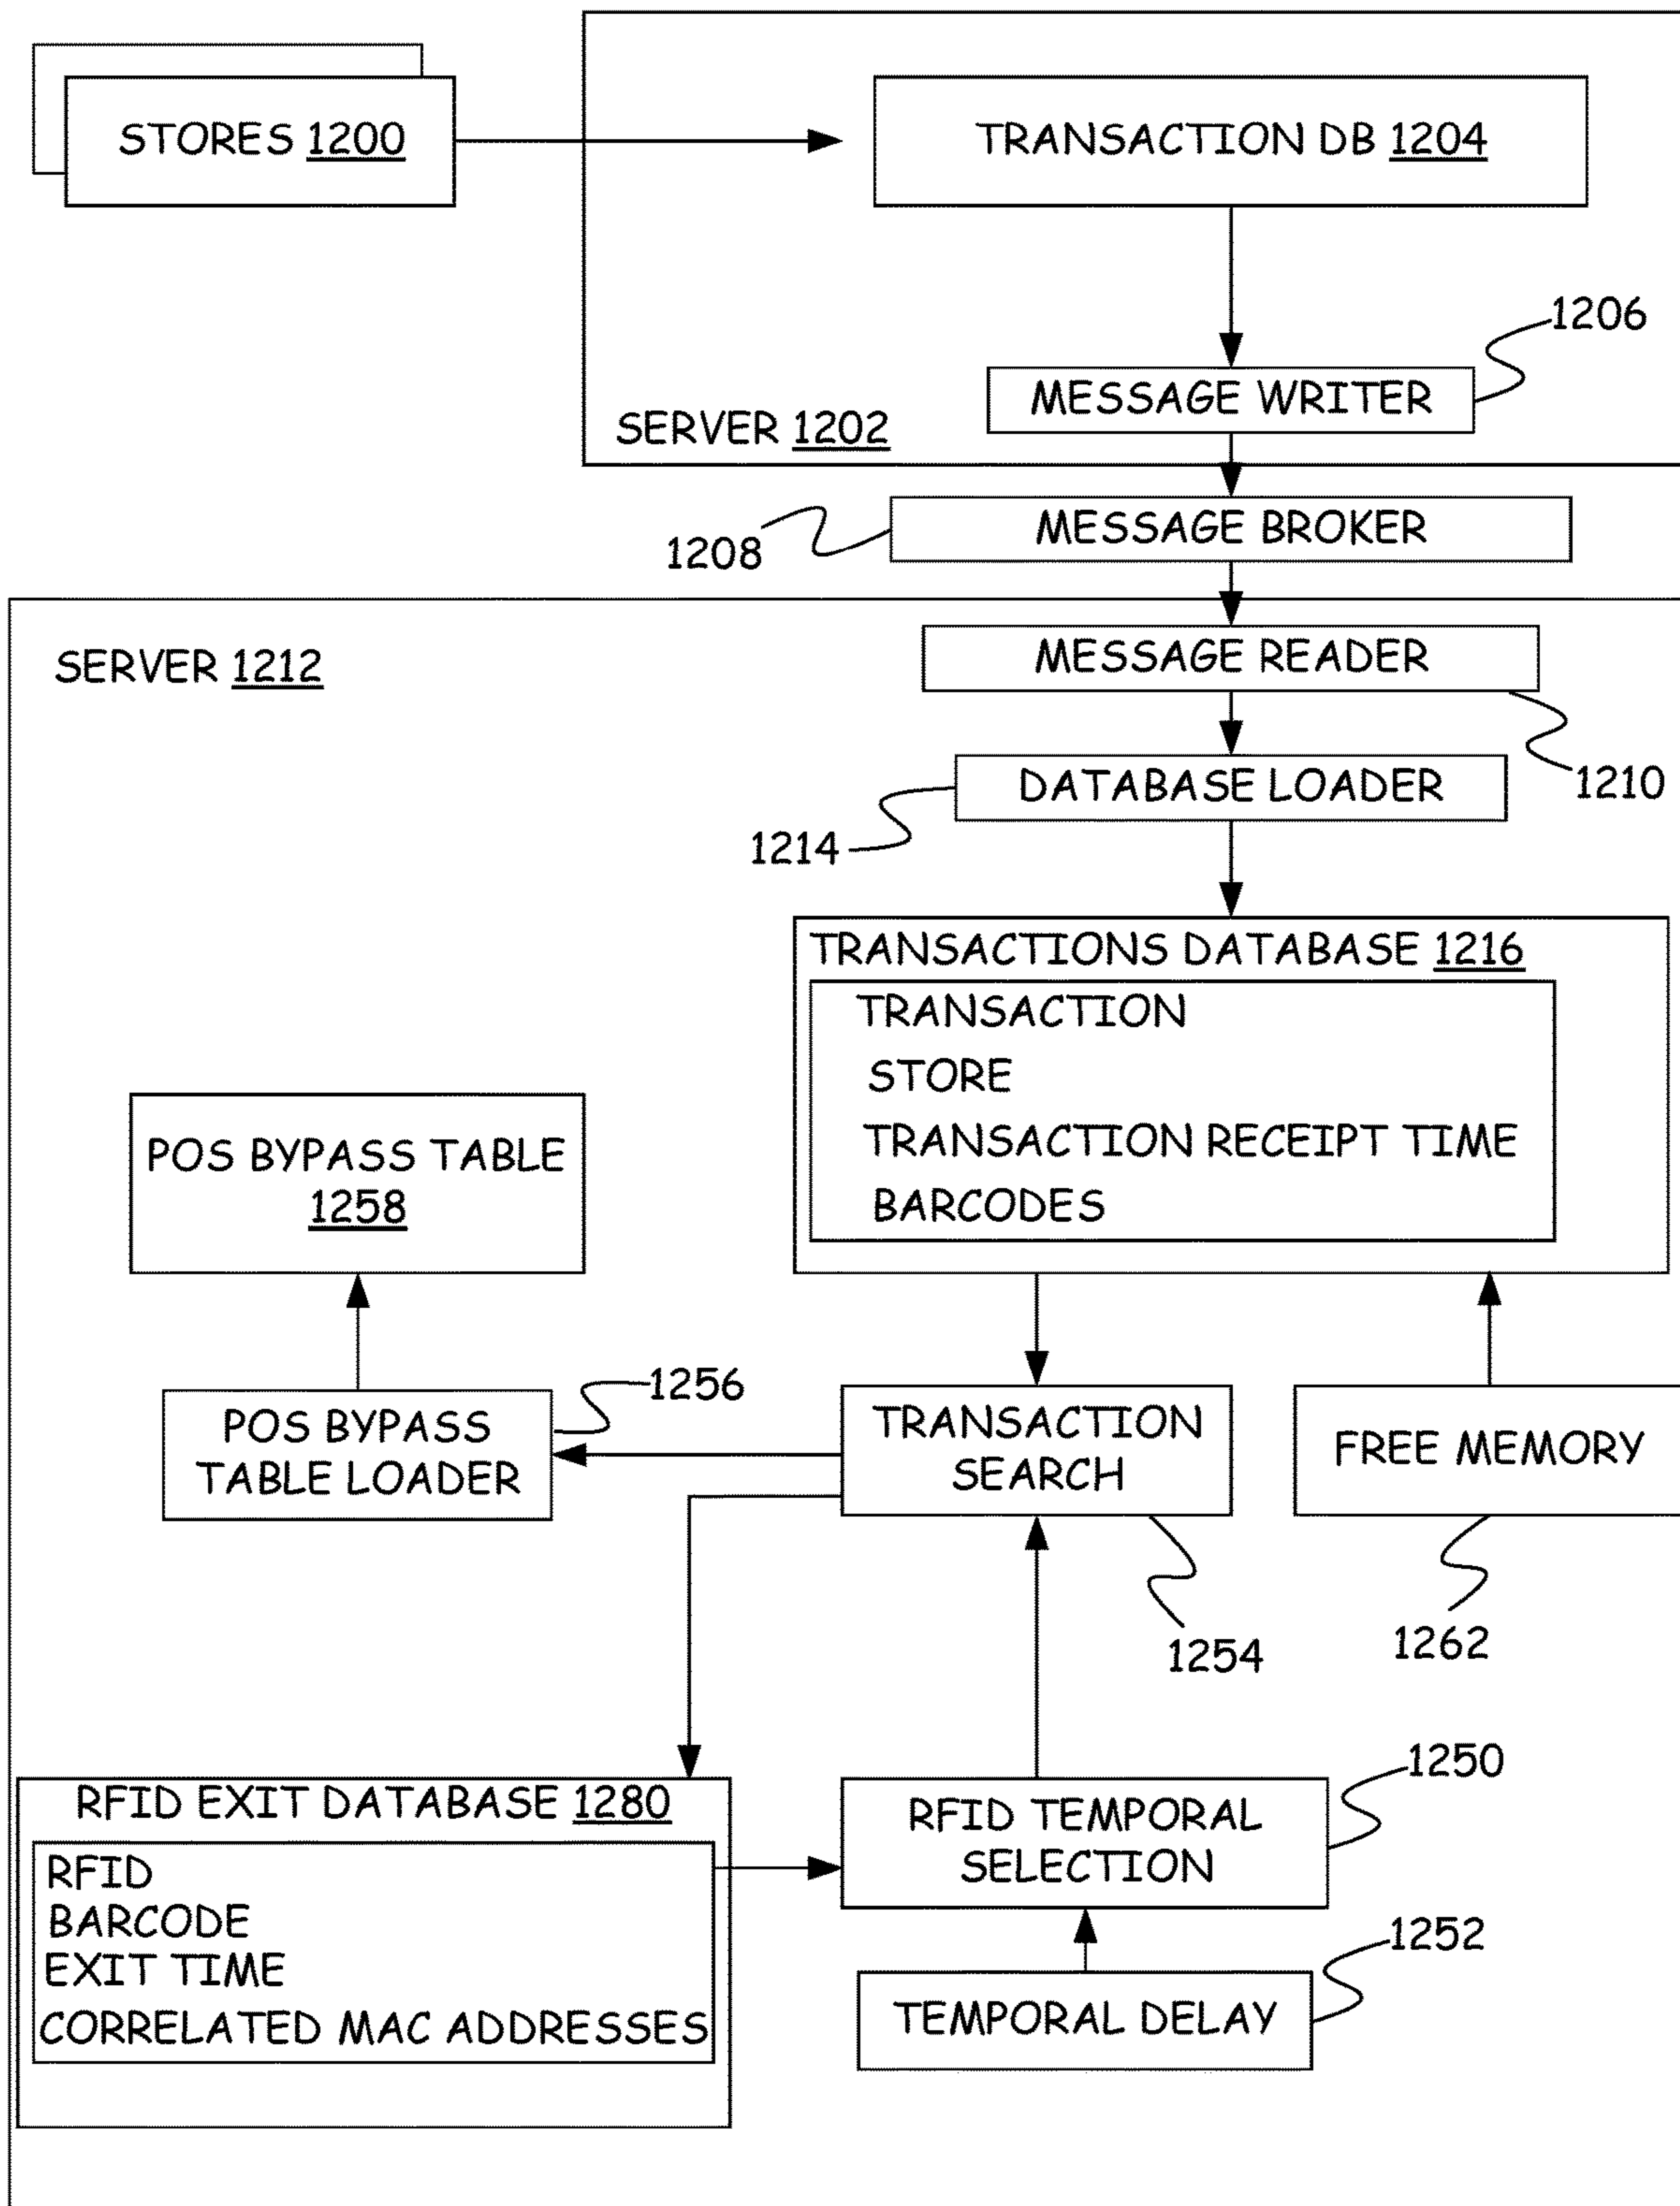 STORES 1200
TRANSACTION DB 1204
1206
MESSAGE WRITER
SERVER 1202
MESSAGE BROKER
1208
MESSAGE READER
SERVER 1212
DATABASE LOADER
1210
1214
TRANSACTIONS DATABASE 1216
TRANSACTION
STORE
TRANSACTION RECEIPT TIME
BARCODES
POS BYPASS TABLE
1258
1256
POS BYPASS
TABLE LOADER
TRANSACTION
SEARCH
FREE MEMORY
1254
1262
RFID EXIT DATABASE 1280
RFID
BARCODE
EXIT TIME
CORRELATED MAC ADDRESSES
1250
RFID TEMPORAL
SELECTION
1252
TEMPORAL DELAY